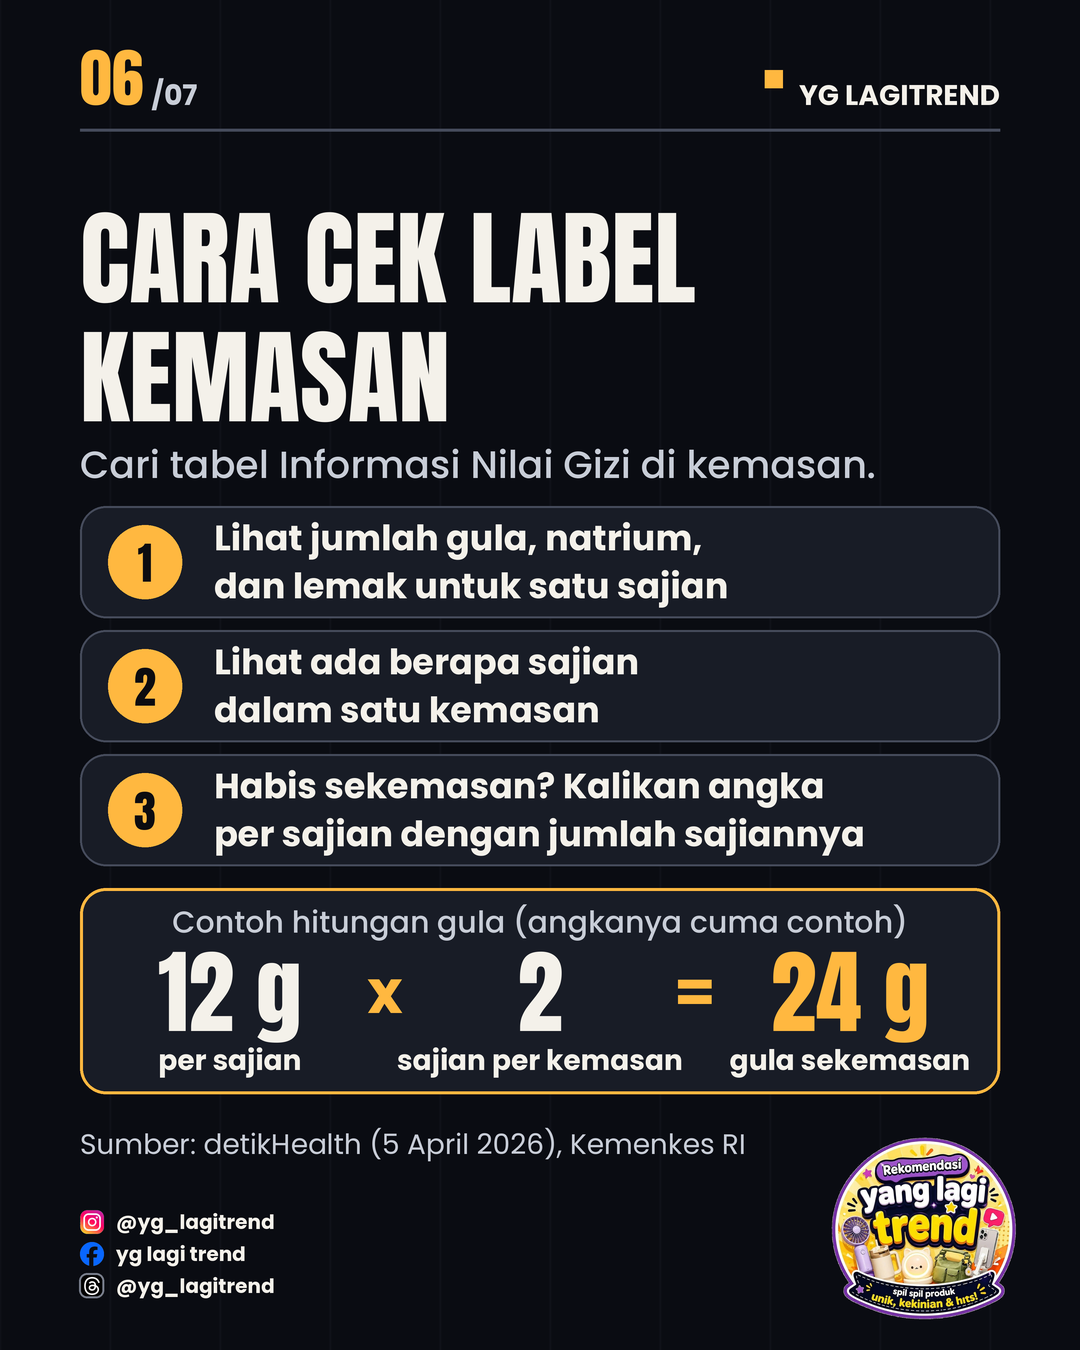 06 /07
YG LAGITREND
CARA CEK LABEL
KEMASAN
Cari tabel Informasi Nilai Gizi di kemasan.
1
Lihat jumlah gula, natrium,
dan lemak untuk satu sajian
2
Lihat ada berapa sajian
dalam satu kemasan
3
Habis sekemasan? Kalikan angka
per sajian dengan jumlah sajiannya
Contoh hitungan gula (angkanya cuma contoh)
12 g x 2 = 24 g
per sajian sajian per kemasan gula sekemasan
Sumber: detikHealth (5 April 2026), Kemenkes RI
@yg_lagitrend
yg lagi trend
@yg_lagitrend
Rekomendasi
yang lagi
trend
spil spil produk
unik, kekinian & hits!